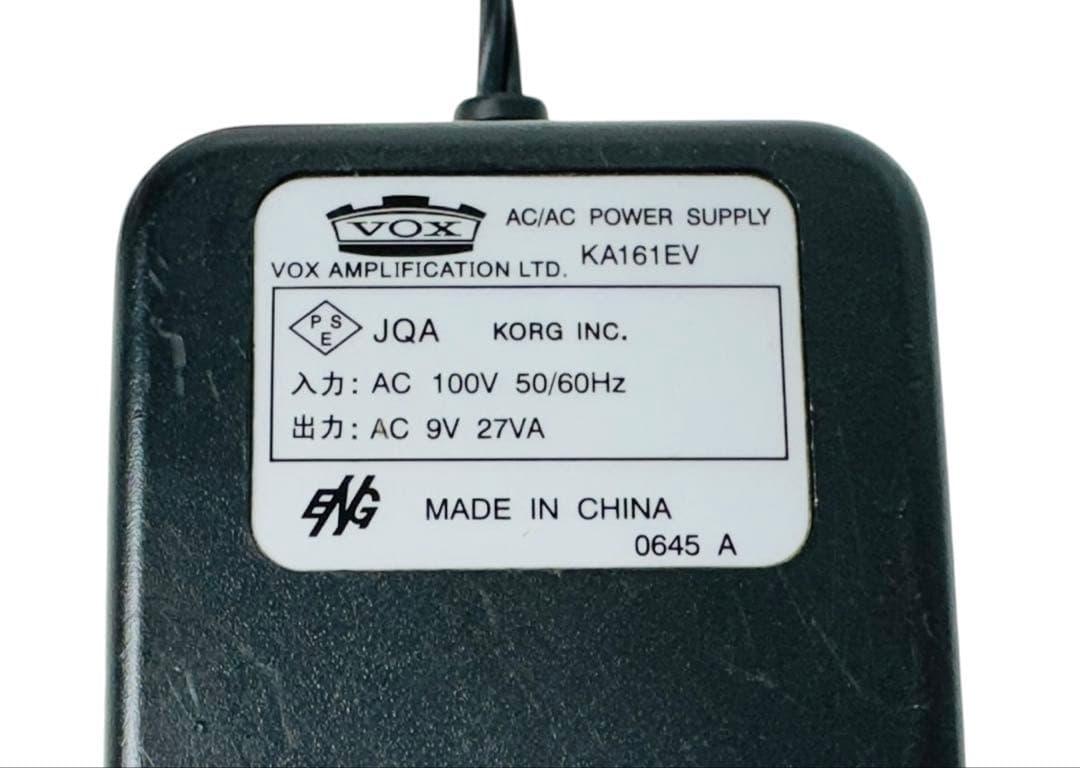 VOX AC/AC POWER SUPPLY
VOX AMPLIFICATION LTD. KA161EV
PSE JQA KORG INC.
入力: AC 100V 50/60Hz
出力: AC 9V 27VA
ENG MADE IN CHINA
0645 A